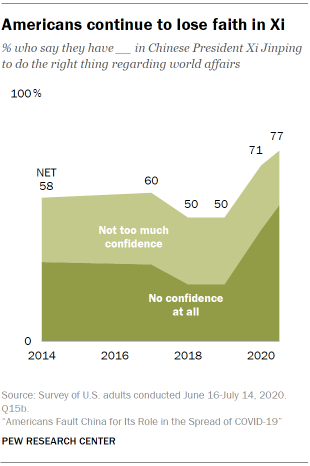 Americans continue to lose faith in Xi
% who say they have __ in Chinese President Xi Jinping
to do the right thing regarding world affairs
100 %
NET
58
60
50
50
71
77
Not too much
confidence
No confidence
at all
0
2014
2016
2018
2020
Source: Survey of U.S. adults conducted June 16-July 14, 2020.
Q15b.
"Americans Fault China for Its Role in the Spread of COVID-19"
PEW RESEARCH CENTER